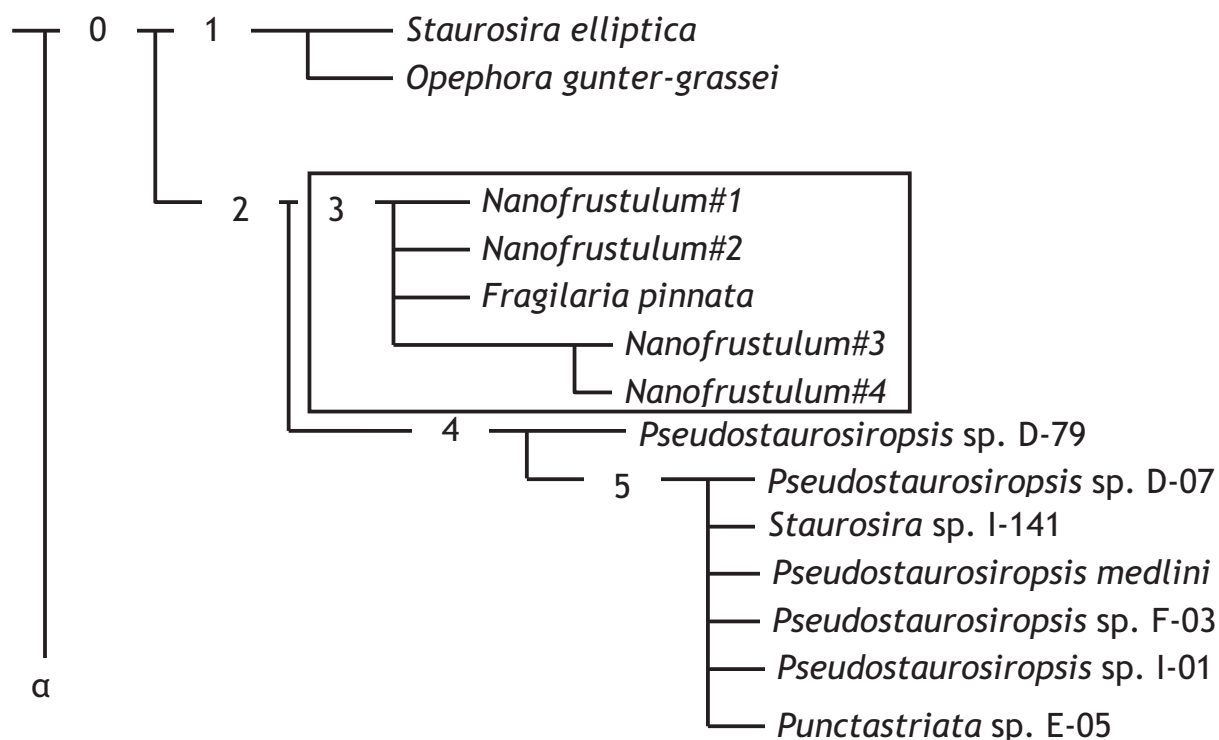 0 1 Staurosira elliptica
Opephora gunter-grassei
2 3 Nanofrustulum#1
Nanofrustulum#2
Fragilaria pinnata
Nanofrustulum#3
Nanofrustulum#4
4 Pseudostaurosiropsis sp. D-79
5 Pseudostaurosiropsis sp. D-07
Staurosira sp. I-141
Pseudostaurosiropsis medlini
Pseudostaurosiropsis sp. F-03
Pseudostaurosiropsis sp. I-01
α
Punctastriata sp. E-05